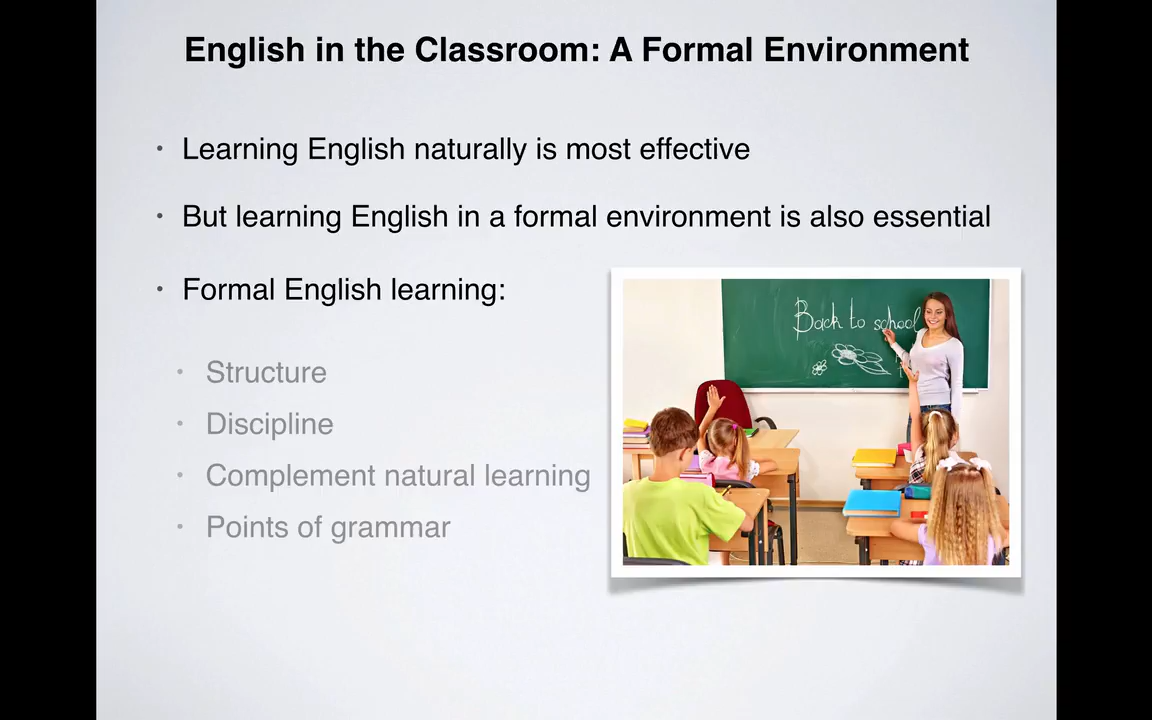 English in the Classroom: A Formal Environment
• Learning English naturally is most effective
• But learning English in a formal environment is also essential
• Formal English learning:
• Structure
• Discipline
• Complement natural learning
• Points of grammar
Back to school